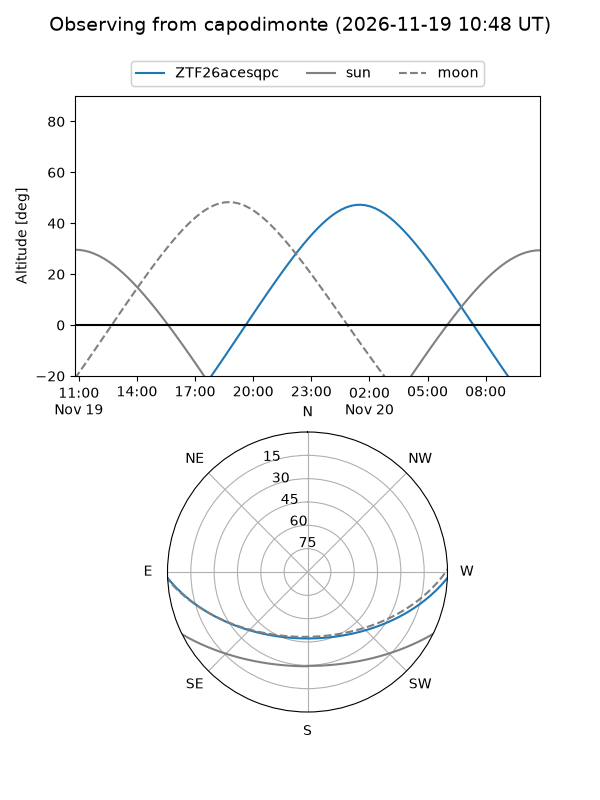 Observing from capodimonte (2026-11-19 10:48 UT)
ZTF26acesqpc sun moon
80
60
40
20
0
−20
Altitude [deg]
11:00 14:00 17:00 20:00 23:00 02:00 05:00 08:00
Nov 19 Nov 20
N
NE NW
15
30
45
60
75
E W
SE SW
S